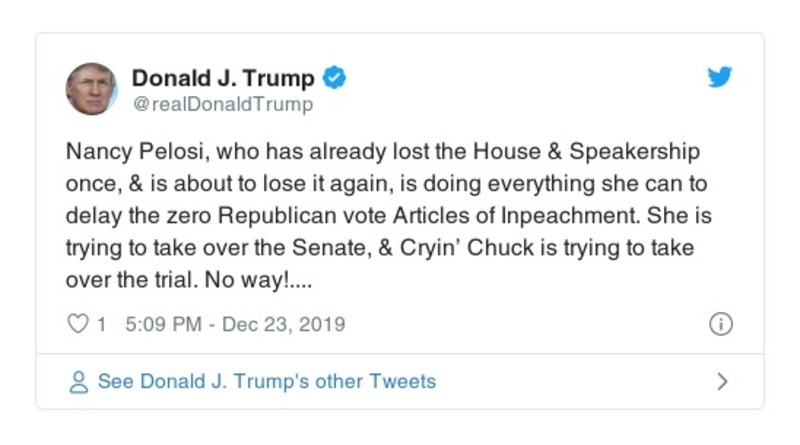 Donald J. Trump
@realDonaldTrump
Nancy Pelosi, who has already lost the House & Speakership
once, & is about to lose it again, is doing everything she can to
delay the zero Republican vote Articles of Inpeachment. She is
trying to take over the Senate, & Cryin’ Chuck is trying to take
over the trial. No way!....
1 5:09 PM - Dec 23, 2019
See Donald J. Trump's other Tweets